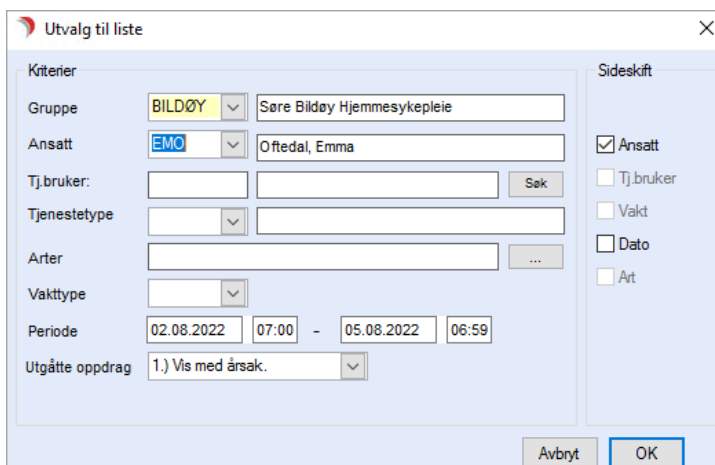 Utvalg til liste
Kriterier
Sideskift
Gruppe BILDØY Søre Bildøy Hjemmesykepleie
Ansatt EMO Oftedal, Emma
Ansatt
Tj.bruker: Søk
Tj.bruker
Tjenestetype
Vakt
Arter ...
Dato
Vakttype
Art
Periode 02.08.2022 07:00 - 05.08.2022 06:59
Utgåtte oppdrag 1.) Vis med årsak.
Avbryt OK